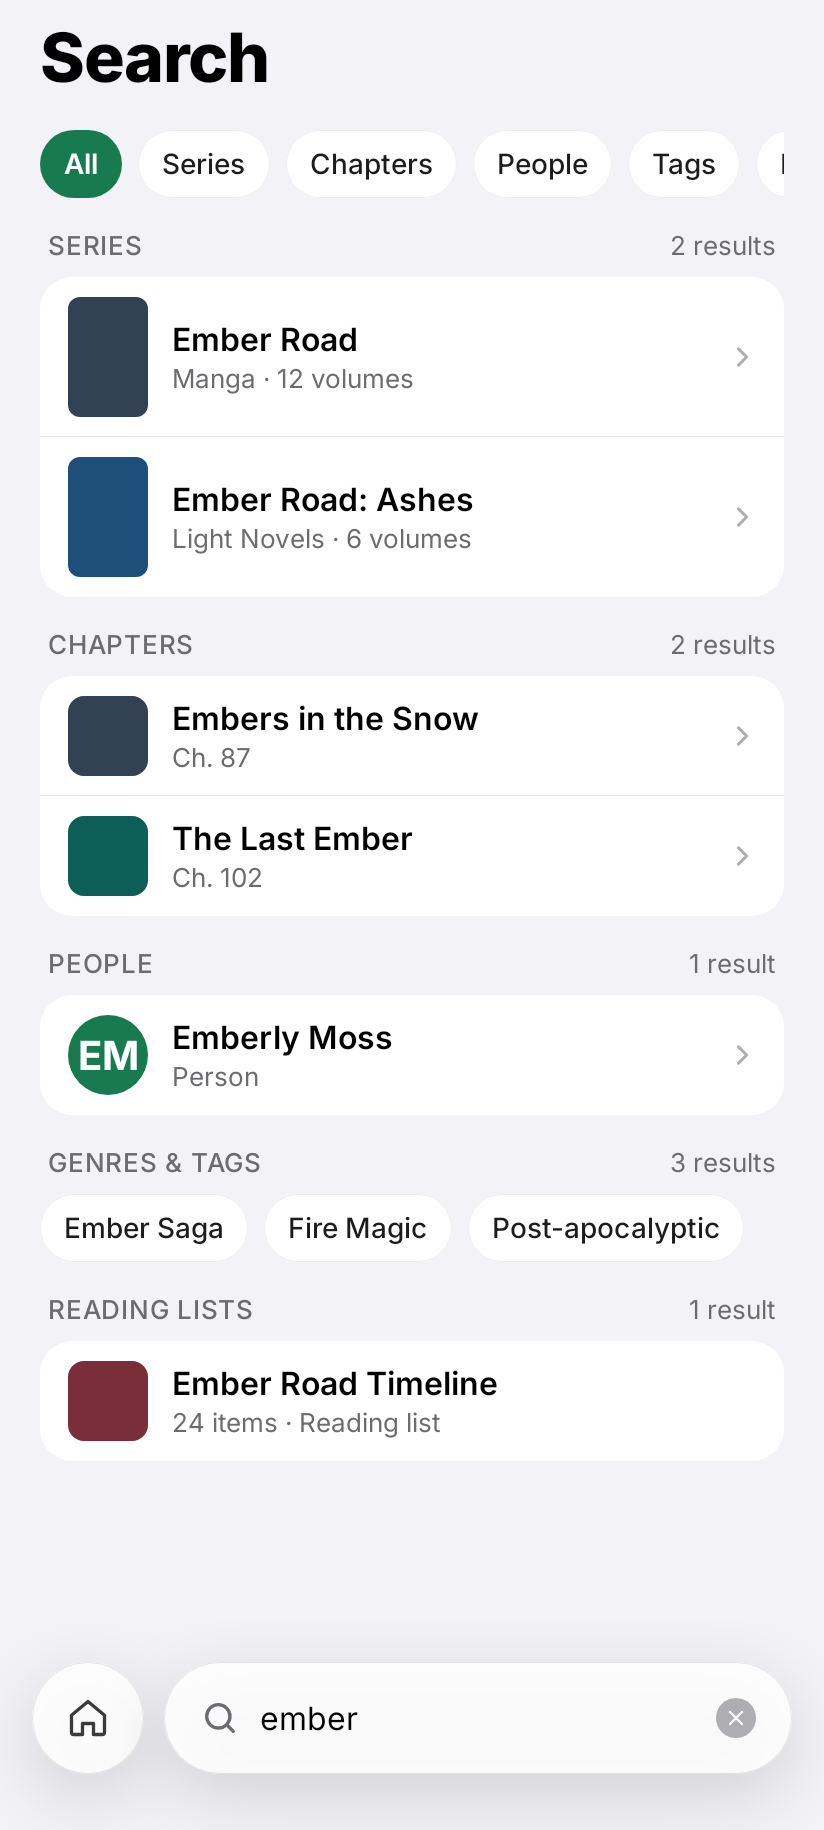 Search
All
Series
Chapters
People
Tags
SERIES
2 results
Ember Road
Manga · 12 volumes
Ember Road: Ashes
Light Novels · 6 volumes
CHAPTERS
2 results
Embers in the Snow
Ch. 87
The Last Ember
Ch. 102
PEOPLE
1 result
EM
Emberly Moss
Person
GENRES & TAGS
3 results
Ember Saga
Fire Magic
Post-apocalyptic
READING LISTS
1 result
Ember Road Timeline
24 items · Reading list
ember